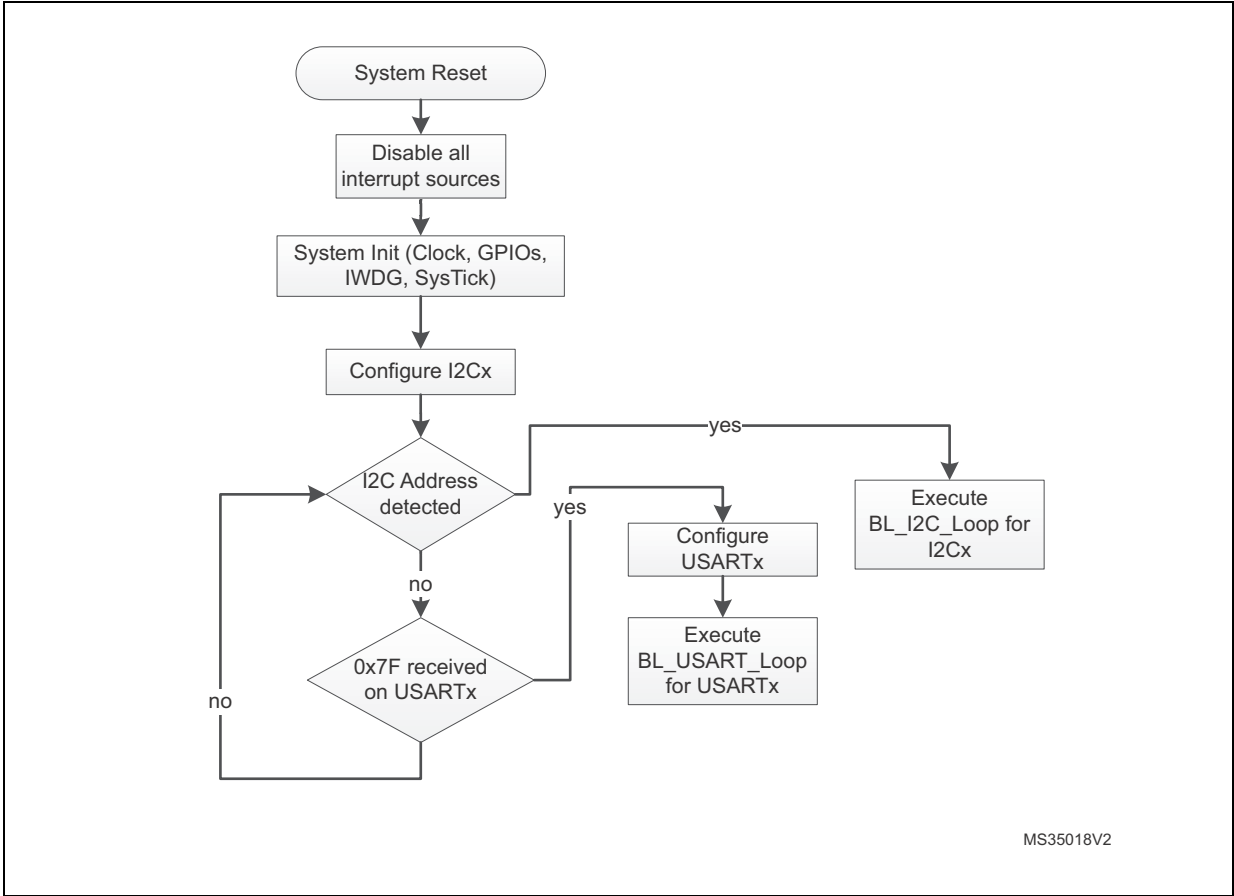 System Reset
Disable all
interrupt sources
System Init (Clock, GPIOs,
IWDG, SysTick)
Configure I2Cx
yes
I2C Address
detected
yes
Execute
BL_I2C_Loop for
I2Cx
Configure
USARTx
no
Execute
BL_USART_Loop
for USARTx
0x7F received
on USARTx
no
MS35018V2